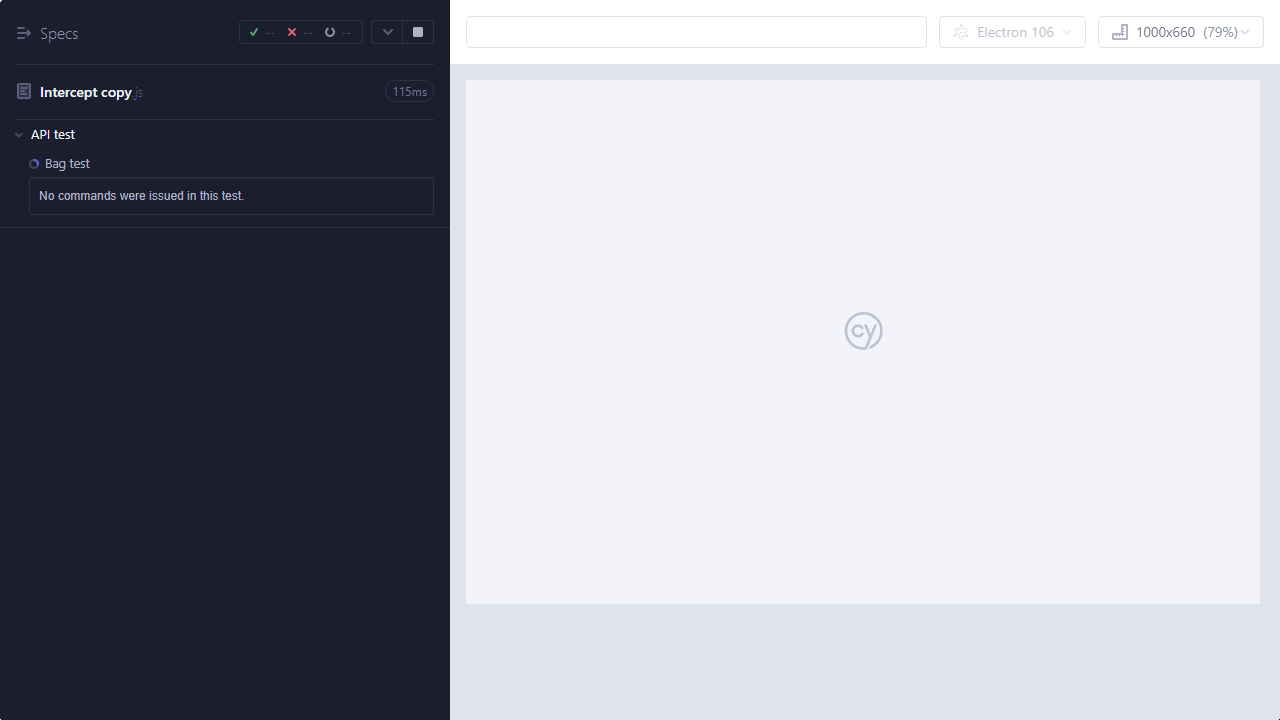 Specs
-- -- --
Electron 106
1000x660 (79%)
Intercept copy.js
115ms
API test
Bag test
No commands were issued in this test.
cy